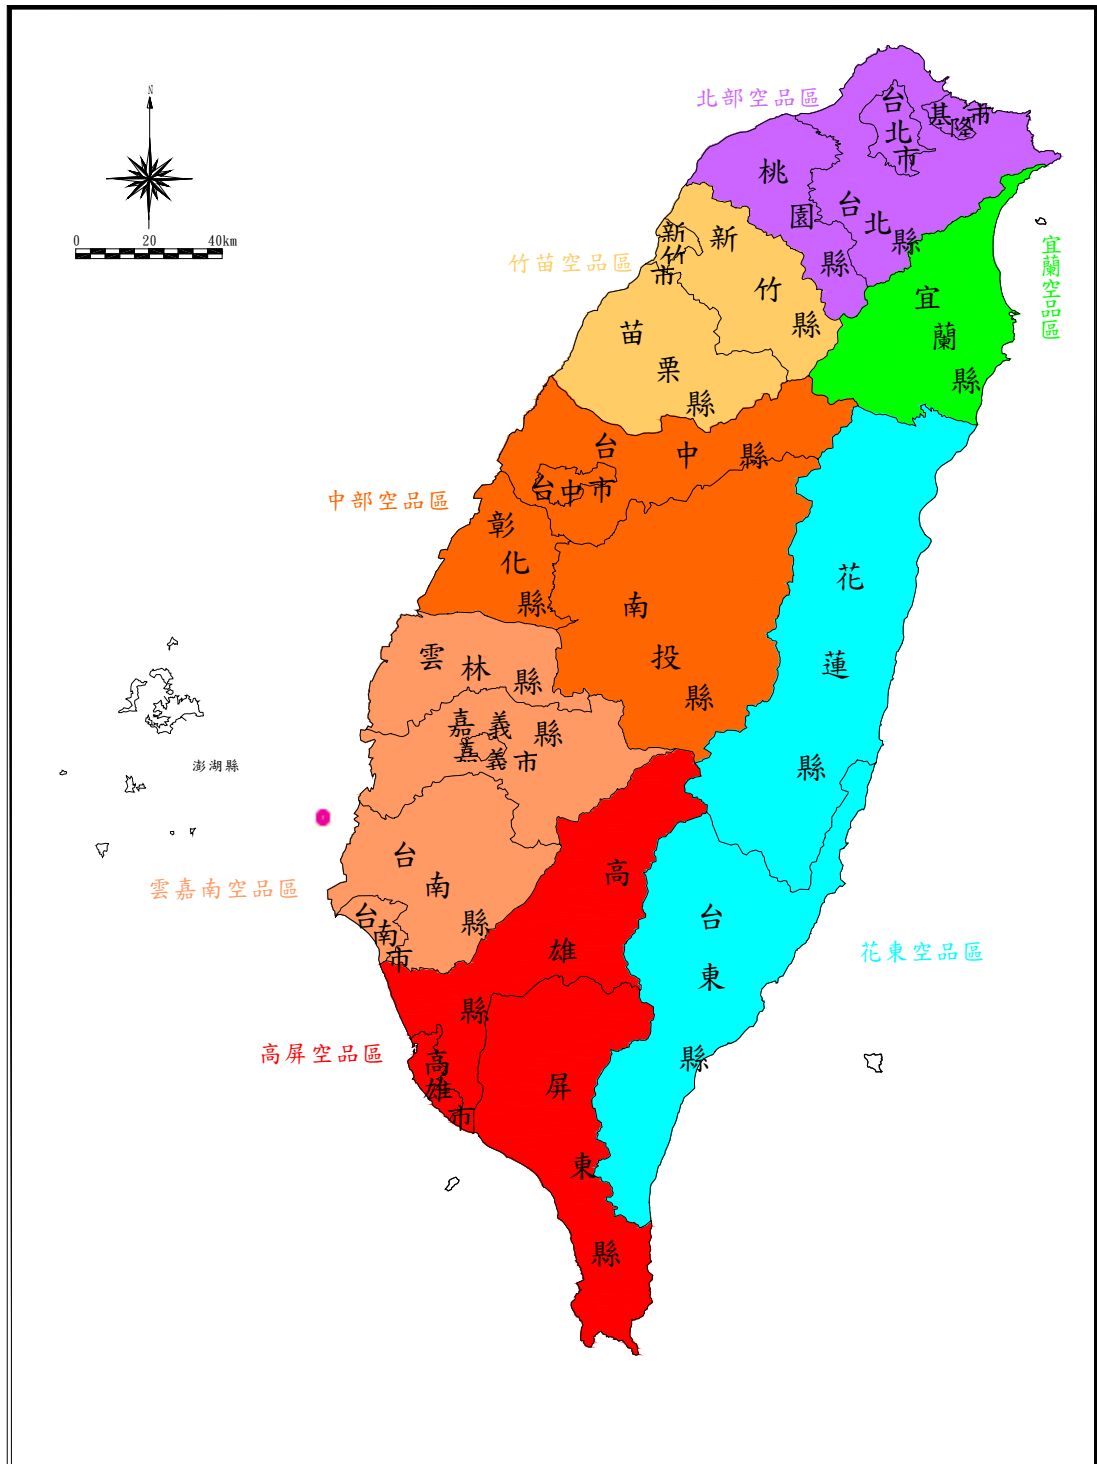 N
0 20 40km
北部空品區
台北市
基隆市
桃園縣
台北縣
宜蘭空品區
竹苗空品區
新竹市
新竹縣
宜蘭縣
苗栗縣
中部空品區
台中縣
台中市
彰化縣
南投縣
花蓮縣
雲林縣
嘉義縣
嘉義市
澎湖縣
雲嘉南空品區
台南縣
台南市
高雄縣
台東縣
花東空品區
高屏空品區
高雄市
屏東縣